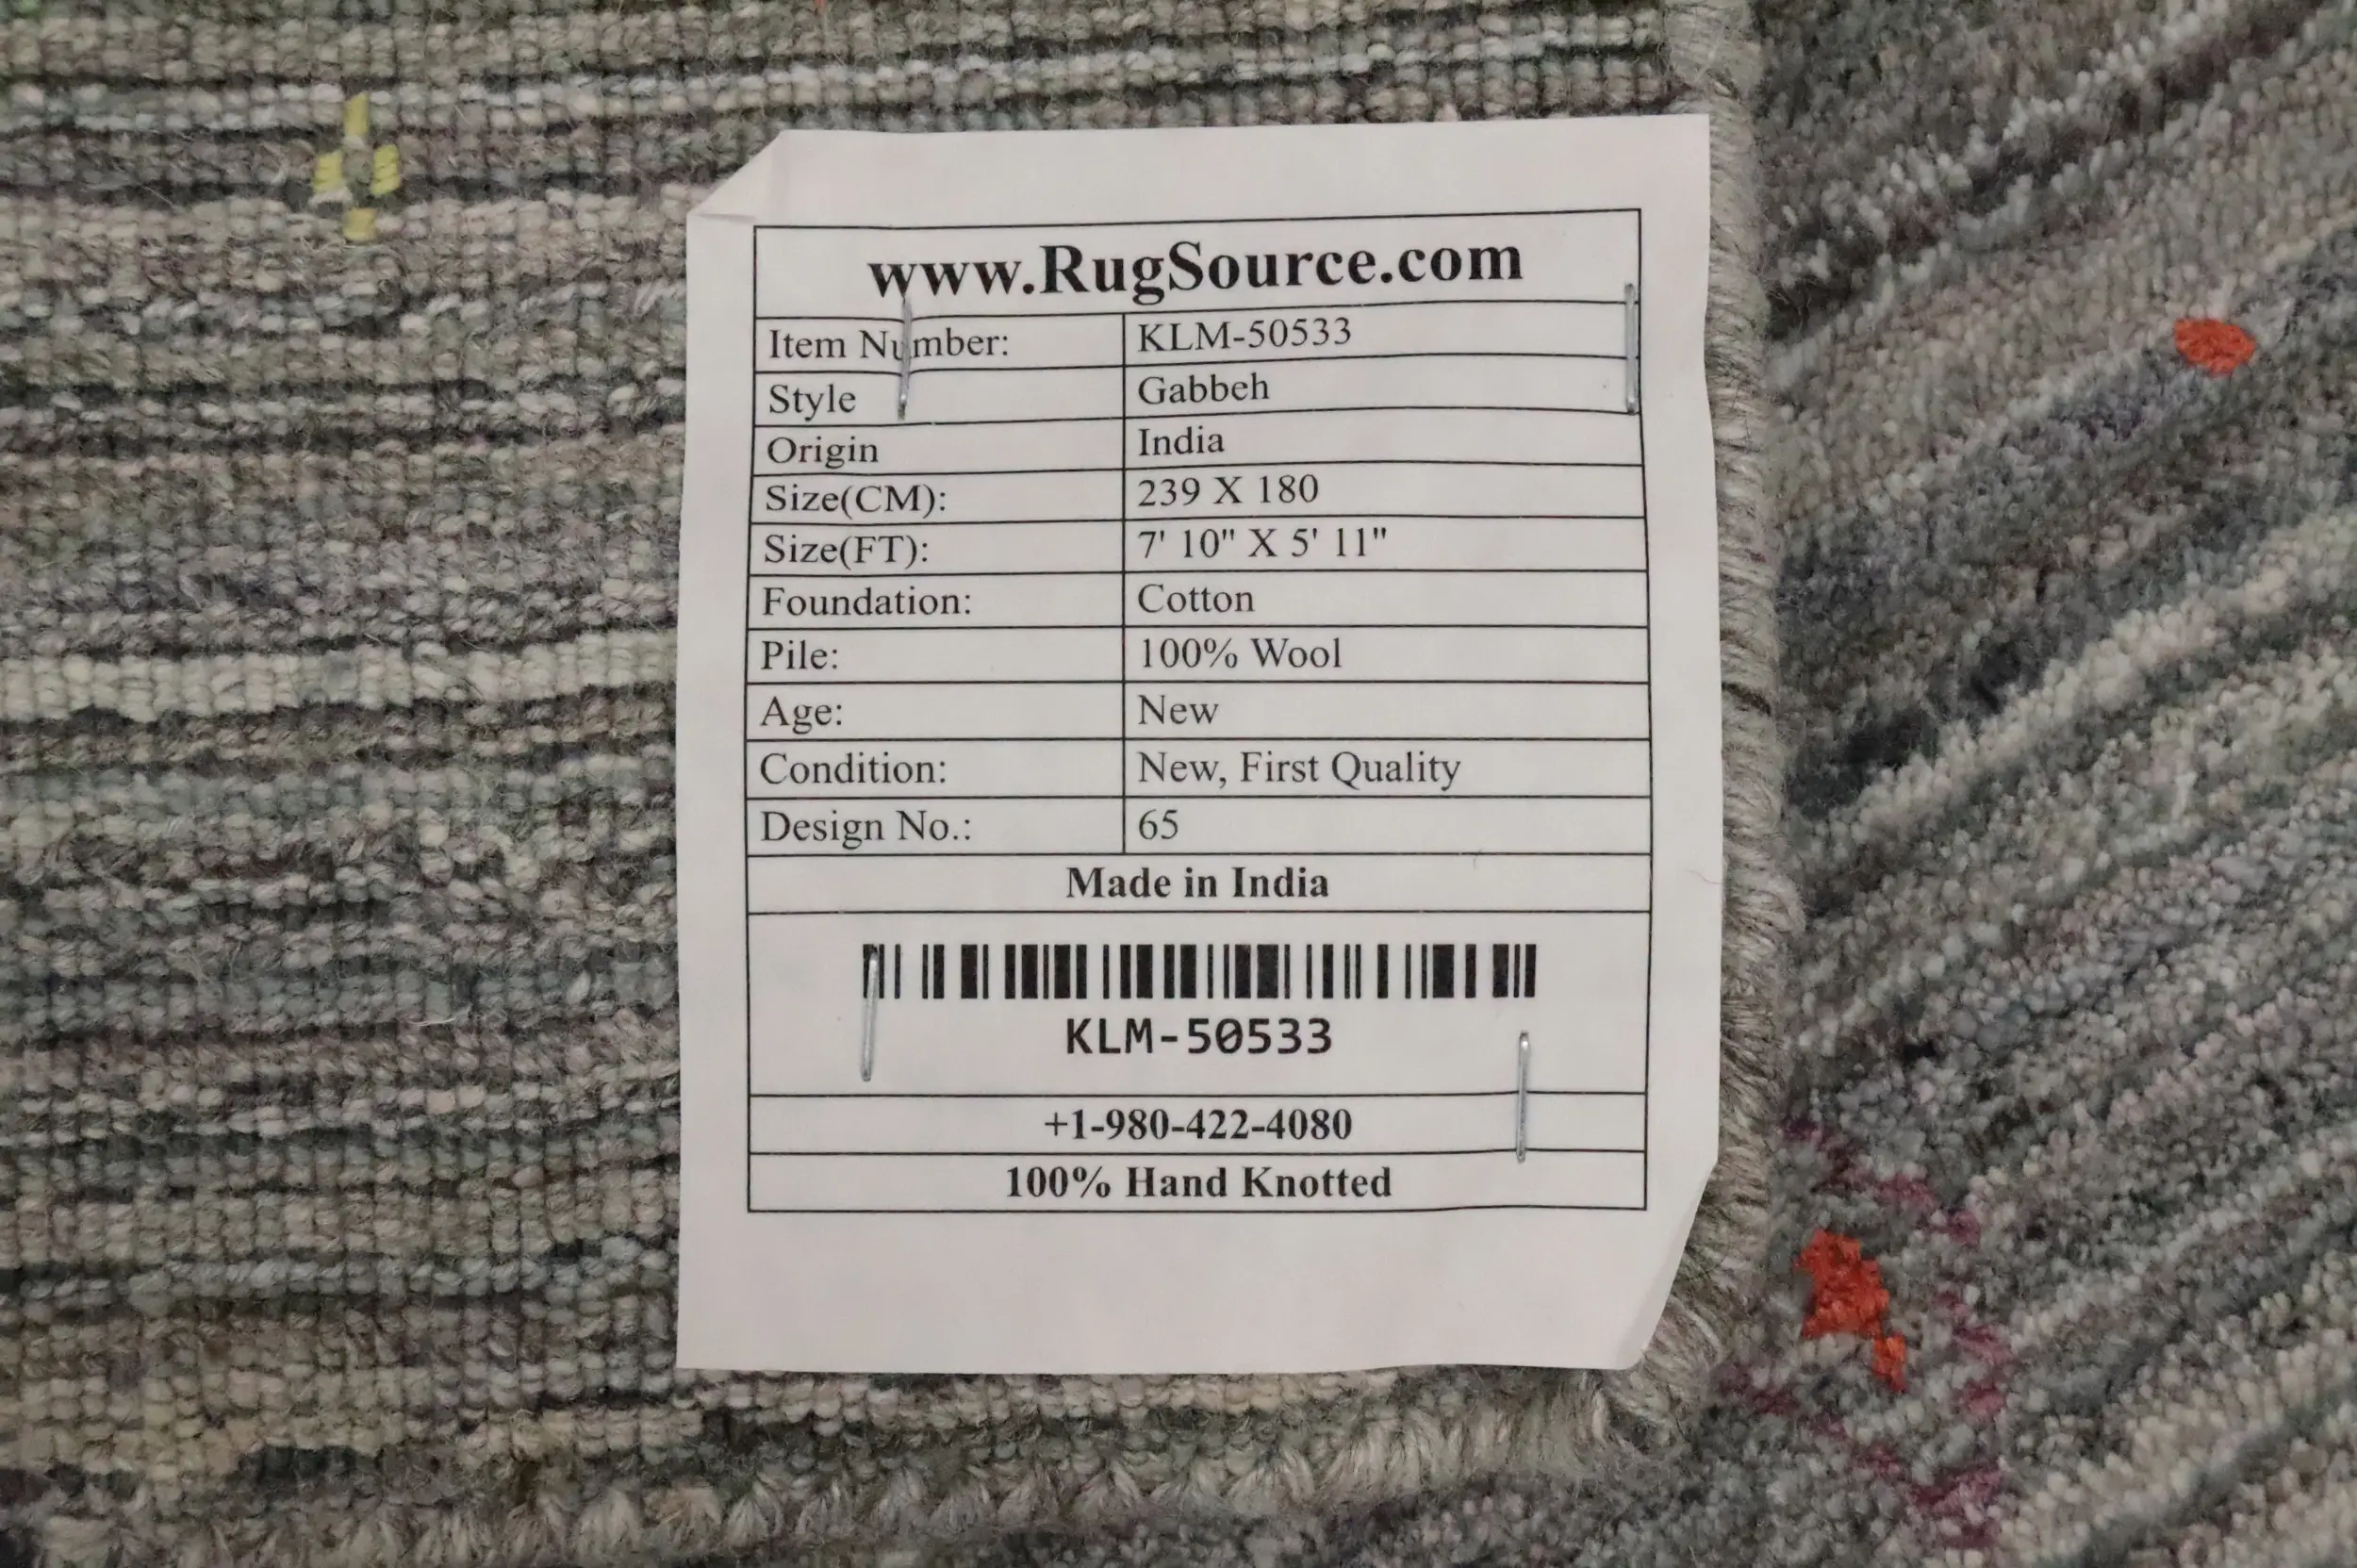 www.RugSource.com
Item Number: KLM-50533
Style Gabbeh
Origin India
Size(CM): 239 X 180
Size(FT): 7' 10" X 5' 11"
Foundation: Cotton
Pile: 100% Wool
Age: New
Condition: New, First Quality
Design No.: 65
Made in India
KLM-50533
+1-980-422-4080
100% Hand Knotted